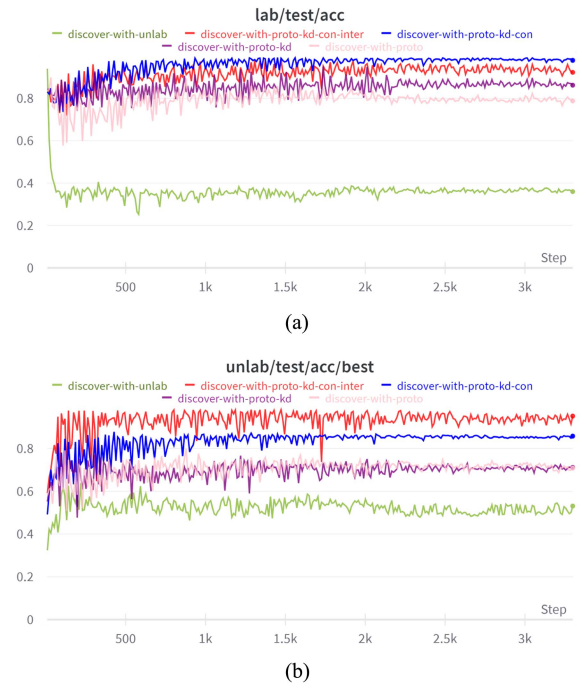 lab/test/acc
discover-with-unlab discover-with-proto-kd-con-inter discover-with-proto-kd-con
discover-with-proto-kd discover-with-proto
0.8
0.6
0.4
0.2
0
Step
500 1k 1.5k 2k 2.5k 3k
(a)
unlab/test/acc/best
discover-with-unlab discover-with-proto-kd-con-inter discover-with-proto-kd-con
discover-with-proto-kd discover-with-proto
0.8
0.6
0.4
0.2
0
Step
500 1k 1.5k 2k 2.5k 3k
(b)